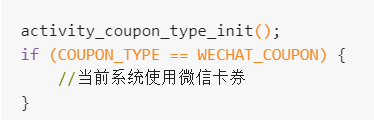 activity_coupon_type_init();
if (COUPON_TYPE == WECHAT_COUPON) {
    //当前系统使用微信卡券
}